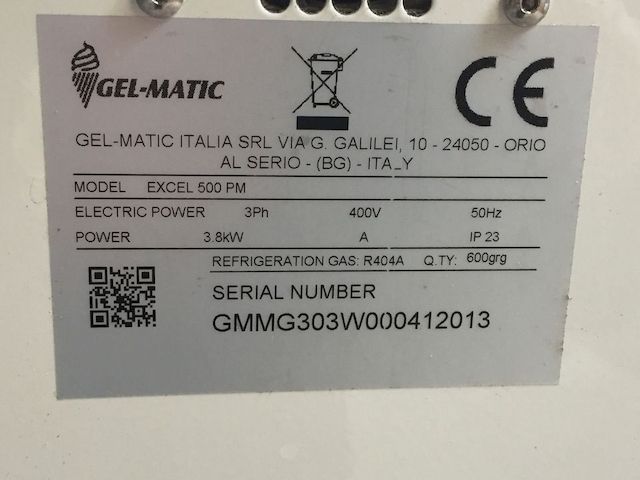 GEL-MATIC
CE
GEL-MATIC ITALIA SRL VIA G. GALILEI, 10 - 24050 - ORIO
AL SERIO - (BG) - ITA_Y
MODEL EXCEL 500 PM
ELECTRIC POWER 3Ph 400V 50Hz
POWER 3.8kW A IP 23
REFRIGERATION GAS: R404A Q.TY: 600grg
SERIAL NUMBER
GMMG303W000412013